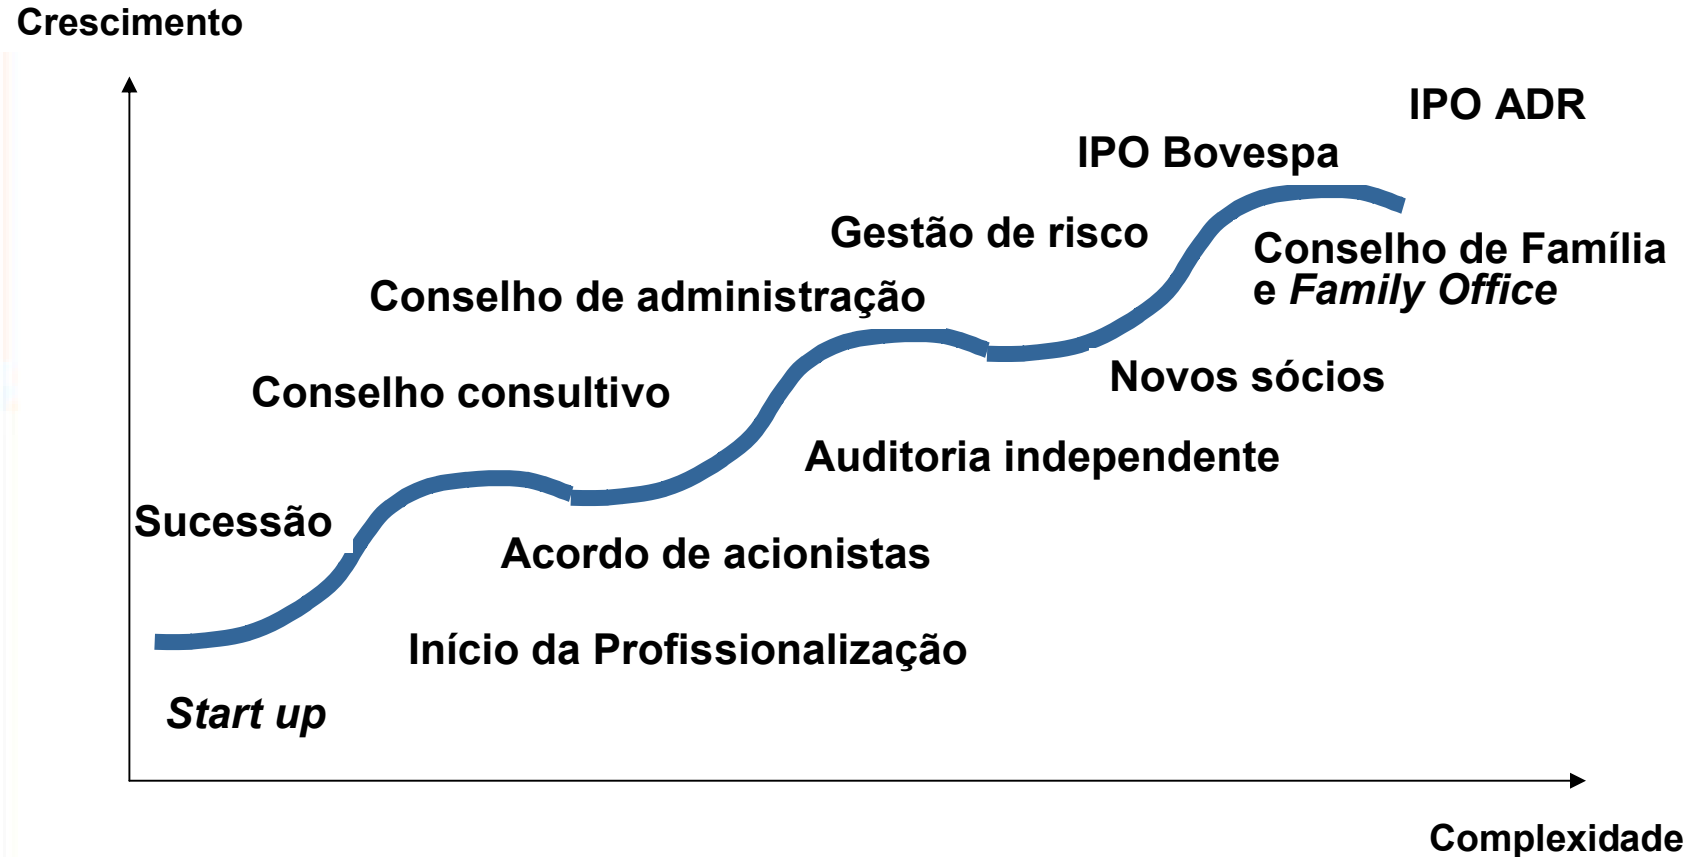 Crescimento
IPO ADR
IPO Bovespa
Gestão de risco
Conselho de Família
e Family Office
Conselho de administração
Novos sócios
Conselho consultivo
Auditoria independente
Sucessão
Acordo de acionistas
Início da Profissionalização
Start up
Complexidade